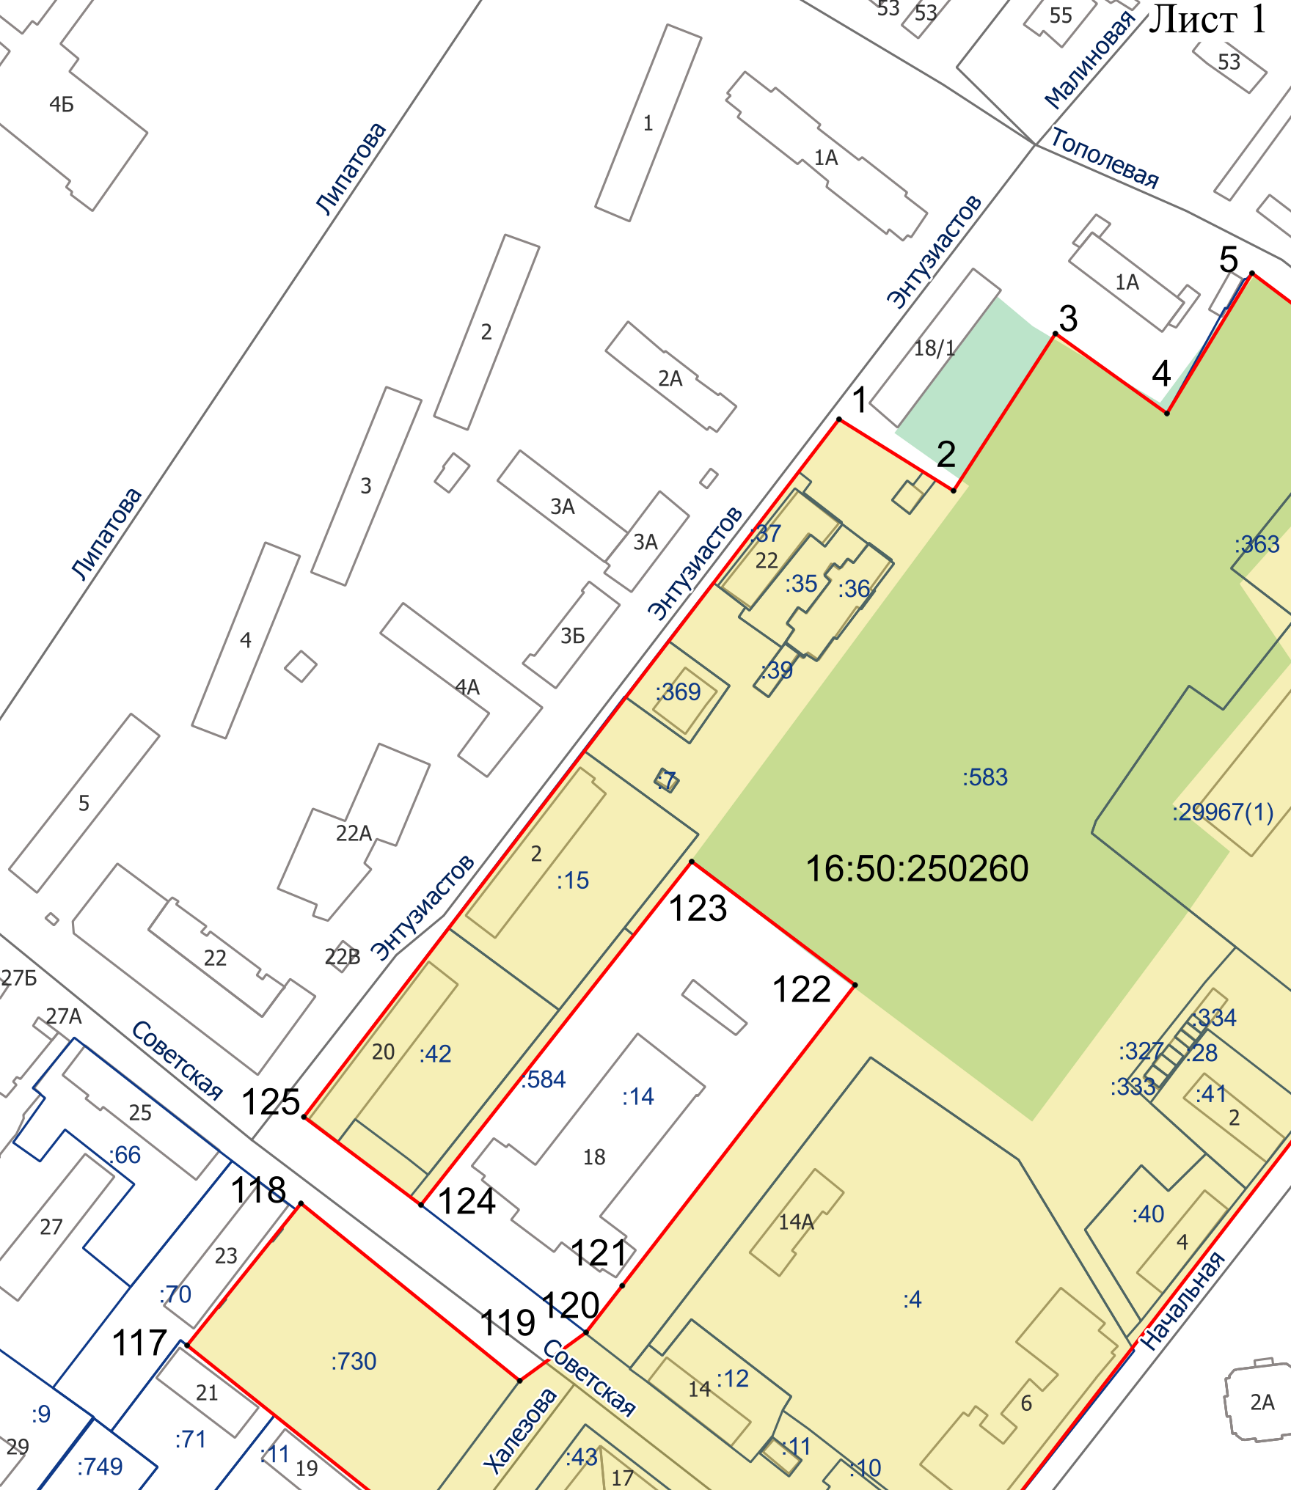 Лист 1
53
53
55
Малиновая
53
4Б
1
1А
Тополевая
Липатова
Энтузиастов
5
1А
2
3
18/1
2А
4
1
3
3А
2
Липатова
Энтузиастов
3А
:37
22
:363
:35
:36
4
3Б
:39
4А
:369
:7
:583
5
22А
:29967(1)
2
:15
16:50:250260
Энтузиастов
123
22
22В
27Б
122
27А
:334
Советская
20
:42
:327
:28
:584
:14
:333
:41
125
25
2
:66
18
118
124
:40
14А
27
4
23
121
:70
:4
120
119
Начальная
117
:730
Советская
21
14
:12
2А
6
:9
Халезова
:71
29
:11
:11
:749
19
:43
17
:10